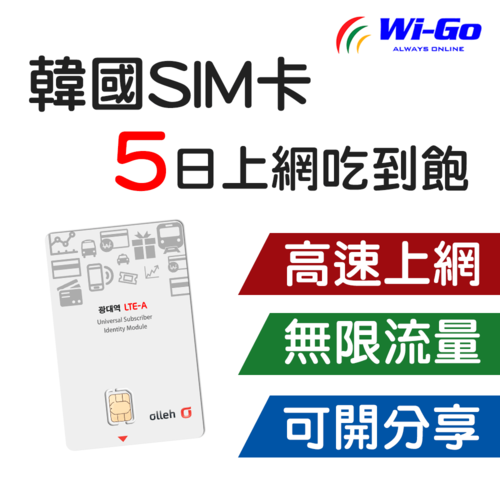 Wi-Go
ALWAYS ONLINE
韓國SIM卡
5日上網吃到飽
高速上網
無限流量
可開分享
광대역 LTE-A
Universal Subscriber
Identity Module
olleh